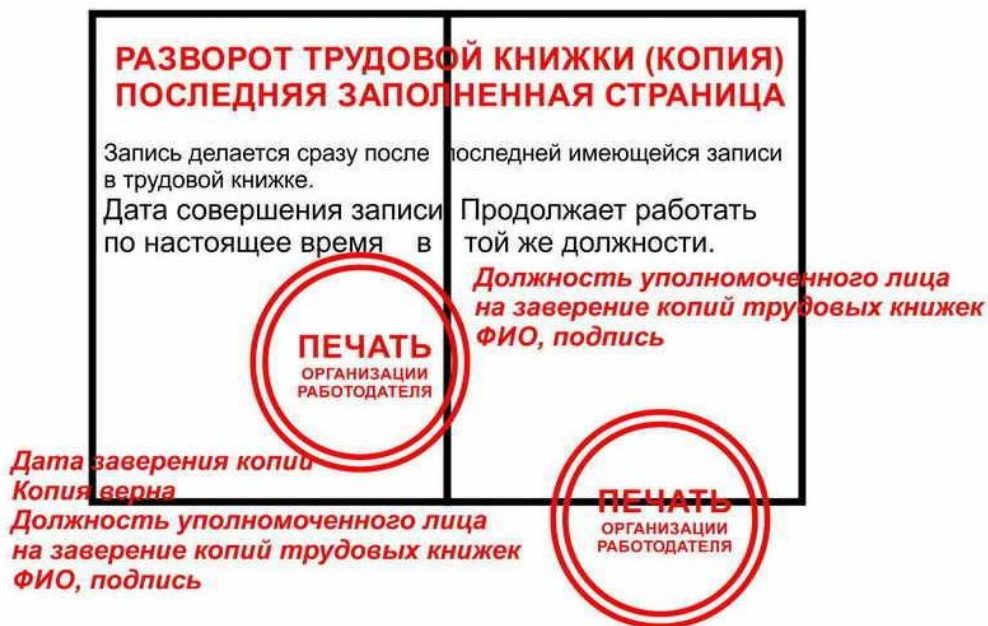 РАЗВОРОТ ТРУДОВОЙ КНИЖКИ (КОПИЯ)
ПОСЛЕДНЯЯ ЗАПОЛНЕННАЯ СТРАНИЦА
Запись делается сразу после последней имеющейся записи
в трудовой книжке.
Дата совершения записи Продолжает работать
по настоящее время в той же должности.
Должность уполномоченного лица
на заверение копий трудовых книжек
ФИО, подпись
ПЕЧАТЬ
ОРГАНИЗАЦИИ
РАБОТОДАТЕЛЯ
Дата заверения копии
Копия верна
Должность уполномоченного лица
на заверение копий трудовых книжек
ФИО, подпись
ПЕЧАТЬ
ОРГАНИЗАЦИИ
РАБОТОДАТЕЛЯ